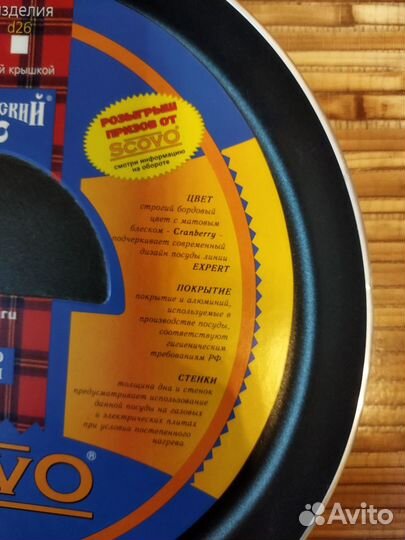 изделия
d26
й крышкой
РОЗЫГРЫШ
ПРИЗОВ ОТ
SCOVO®
смотри информацию
на обороте
ЦВЕТ
строгий бордовый
цвет с матовым
блеском - Cranberry -
подчеркивает современный
дизайн посуды линии
EXPERT
ПОКРЫТИЕ
покрытие и алюминий,
используемые в
производстве посуды,
соответствуют
гигиеническим
требованиям РФ.
СТЕНКИ
толщина дна и стенок
предусматривает использование
данной посуды на газовых
и электрических плитах
при условии постепенного
нагрева.
.ru
OVO®
Avito